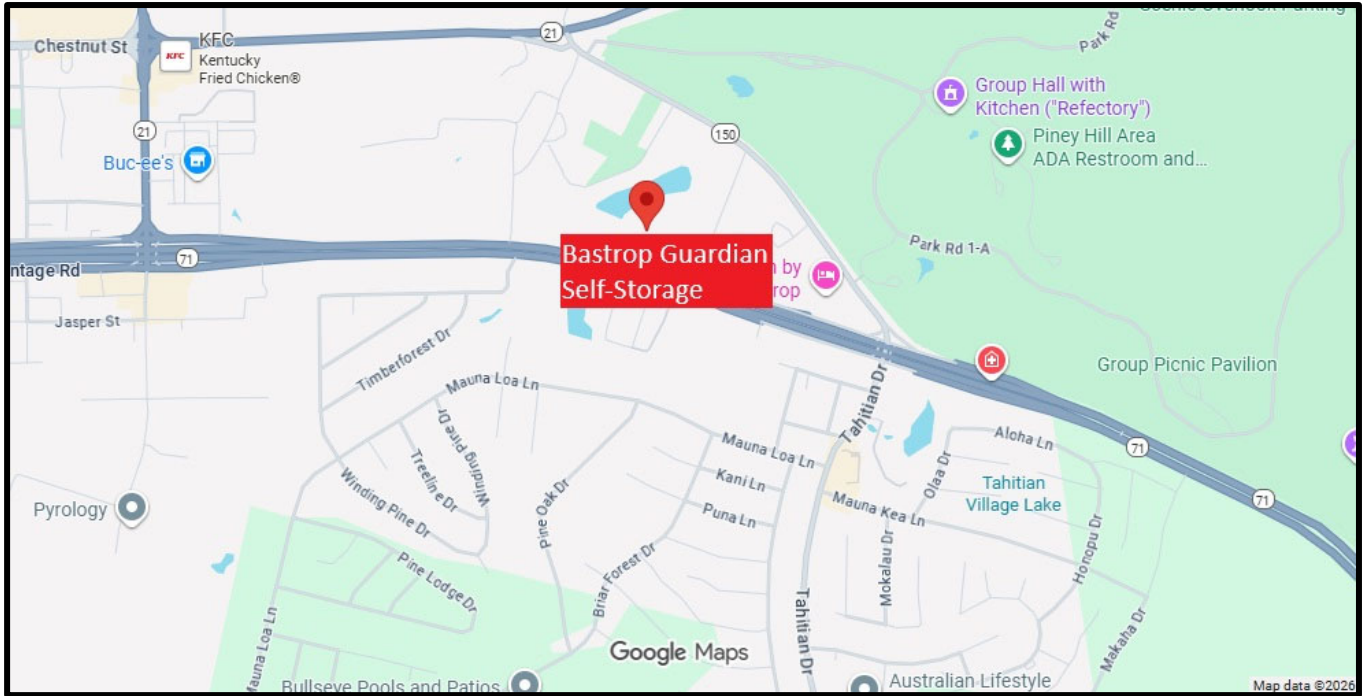 Scenic Overlook Parking
Park Rd
Chestnut St
KFC
KFC
Kentucky
Fried Chicken®
21
21
150
Group Hall with
Kitchen ("Refectory")
Piney Hill Area
ADA Restroom and...
Buc-ee's
Bastrop Guardian
Self-Storage
by
Park Rd 1-A
71
ntage Rd
Jasper St
Timberforest Dr
Group Picnic Pavilion
Mauna Loa Ln
Winding Pine Dr
Treeline Dr
Winding Pine Dr
Tahitian Dr
Mauna Loa Ln
Aloha Ln
71
Kani Ln
Olaa Dr
Tahitian
Village Lake
71
Pyrology
Pine Oak Dr
Puna Ln
Mauna Kea Ln
Honopu Dr
Mokalau Dr
Pine Lodge Dr
Briar Forest Dr
Tahitian Dr
Makaha Dr
Mauna Loa Ln
Google Maps
Bullseye Pools and Patios
Australian Lifestyle
Map data ©2026